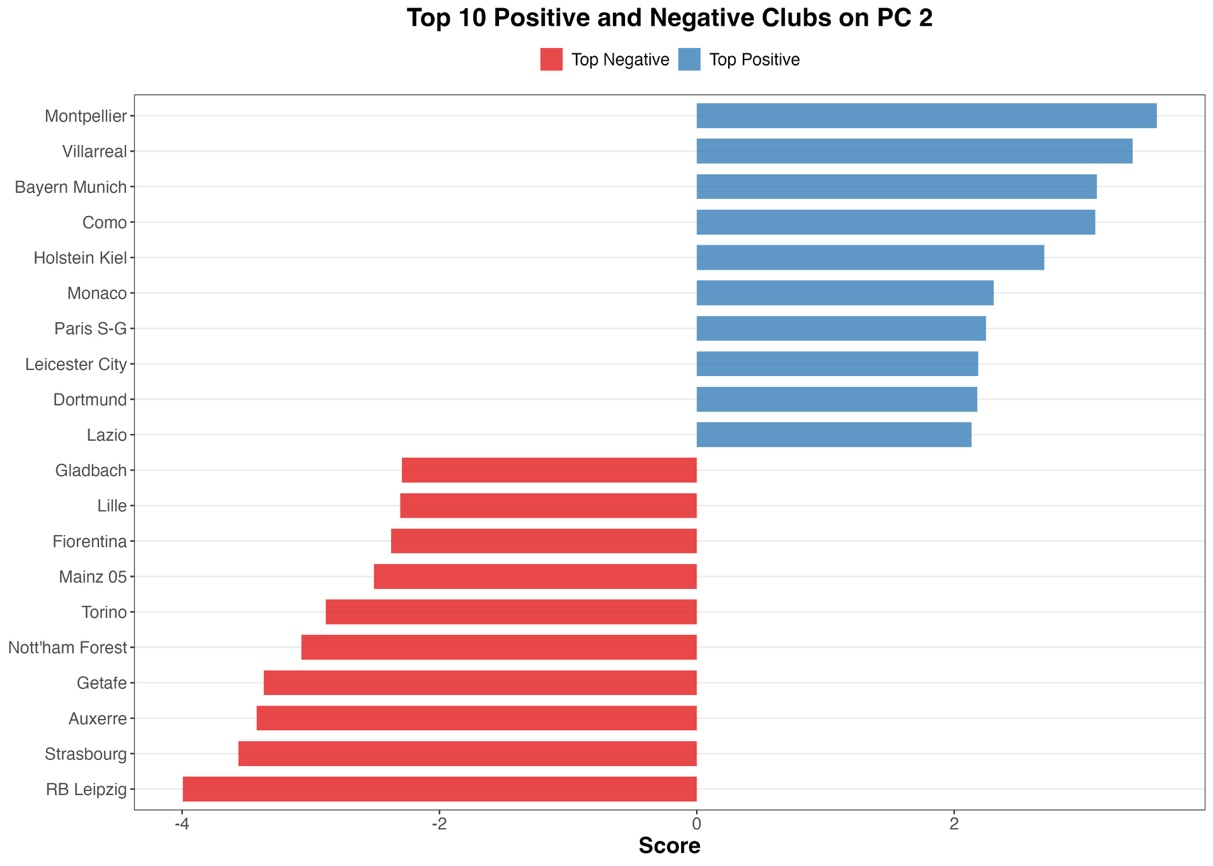 Top 10 Positive and Negative Clubs on PC 2
Top Negative Top Positive
Montpellier
Villarreal
Bayern Munich
Como
Holstein Kiel
Monaco
Paris S-G
Leicester City
Dortmund
Lazio
Gladbach
Lille
Fiorentina
Mainz 05
Torino
Nott'ham Forest
Getafe
Auxerre
Strasbourg
RB Leipzig
-4 -2 0 2
Score